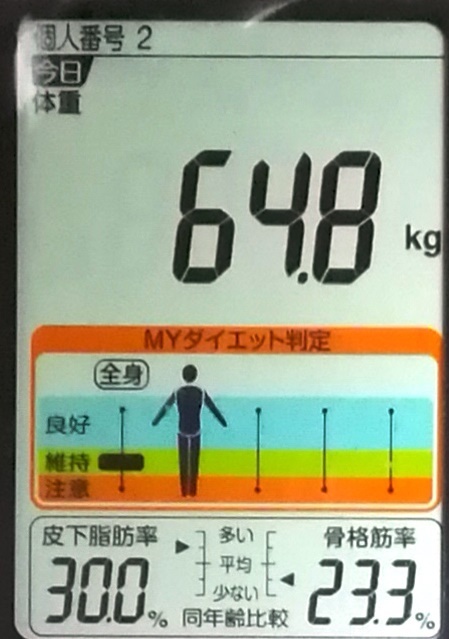 個人番号 2
今日
体重
64.8 kg
MYダイエット判定
全身
良好
維持
注意
皮下脂肪率 多い 骨格筋率
平均
少ない
30.0% 同年齢比較 23.3%